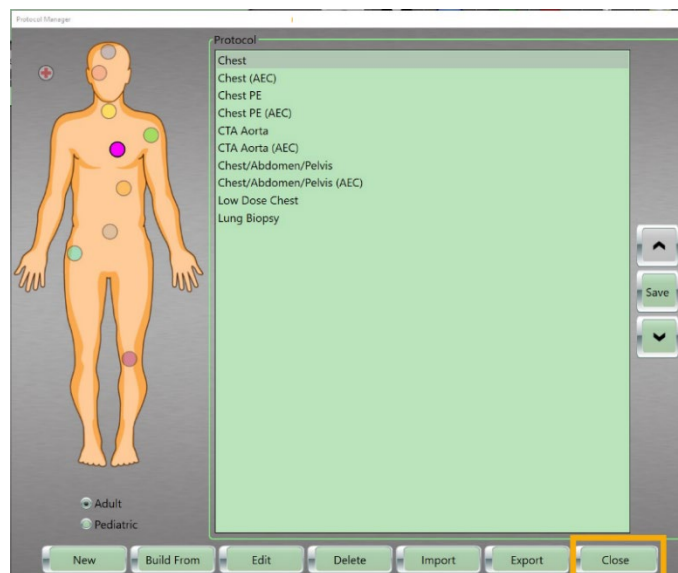 Protocol Manager
Protocol
Chest
Chest (AEC)
Chest PE
Chest PE (AEC)
CTA Aorta
CTA Aorta (AEC)
Chest/Abdomen/Pelvis
Chest/Abdomen/Pelvis (AEC)
Low Dose Chest
Lung Biopsy
Save
Adult
Pediatric
New Build From Edit Delete Import Export Close